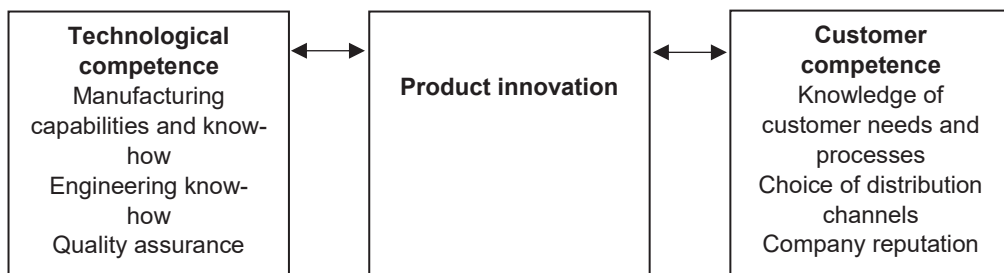 Technological
competence
Manufacturing
capabilities and know-
how
Engineering know-
how
Quality assurance
Product innovation
Customer
competence
Knowledge of
customer needs and
processes
Choice of distribution
channels
Company reputation